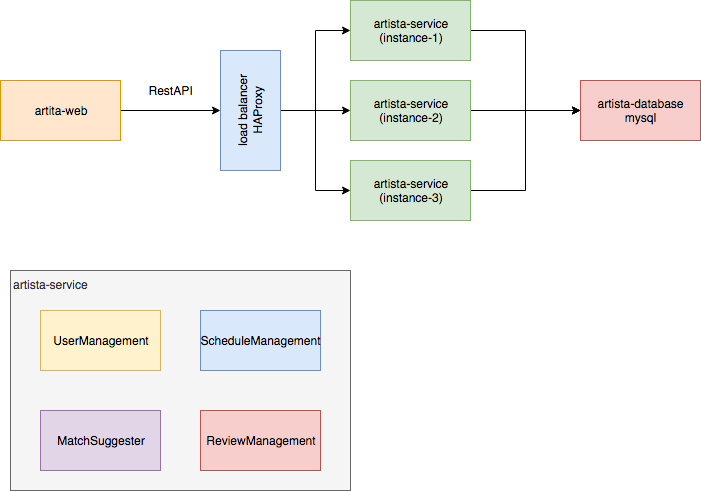 artista-service
(instance-1)
RestAPI
artita-web
load balancer
HAProxy
artista-service
(instance-2)
artista-database
mysql
artista-service
(instance-3)
artista-service
UserManagement
ScheduleManagement
MatchSuggester
ReviewManagement